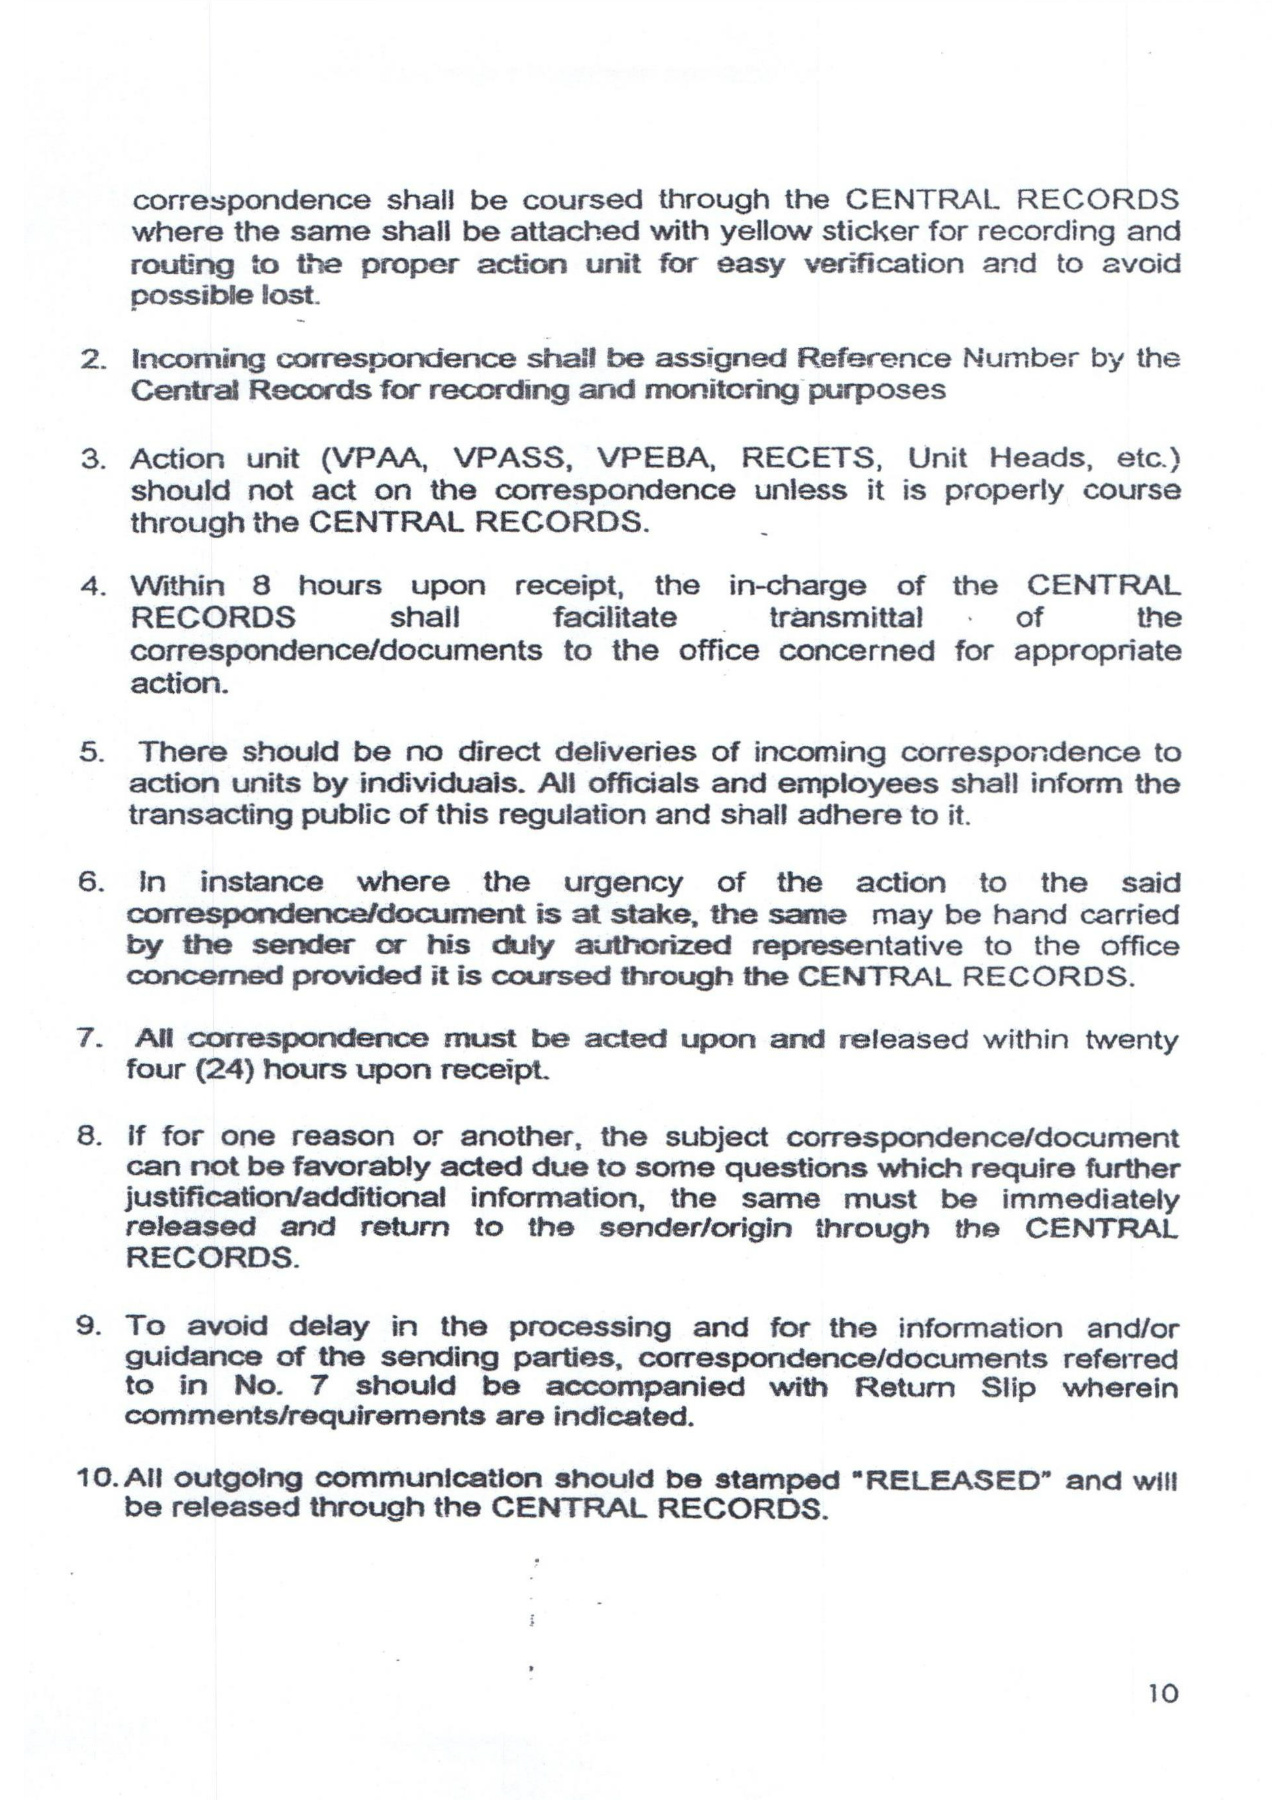 correspondence shall be coursed through the CENTRAL RECORDS
where the same shall be attached with yellow sticker for recording and
routing to the proper action unit for easy verification and to avoid
possible lost.
2. Incoming correspondence shall be assigned Reference Number by the
Central Records for recording and monitoring purposes
3. Action unit (VPAA, VPASS, VPEBA, RECETS, Unit Heads, etc.)
should not act on the correspondence unless it is properly course
through the CENTRAL RECORDS.
4. Within 8 hours upon receipt, the in-charge of the CENTRAL
RECORDS shall facilitate transmittal of the
correspondence/documents to the office concerned for appropriate
action.
5. There should be no direct deliveries of incoming correspondence to
action units by individuals. All officials and employees shall inform the
transacting public of this regulation and shall adhere to it.
6. In instance where the urgency of the action to the said
correspondence/document is at stake, the same may be hand carried
by the sender or his duly authorized representative to the office
concerned provided it is coursed through the CENTRAL RECORDS.
7. All correspondence must be acted upon and released within twenty
four (24) hours upon receipt.
8. If for one reason or another, the subject correspondence/document
can not be favorably acted due to some questions which require further
justification/additional information, the same must be immediately
released and return to the sender/origin through the CENTRAL
RECORDS.
9. To avoid delay in the processing and for the information and/or
guidance of the sending parties, correspondence/documents referred
to in No. 7 should be accompanied with Return Slip wherein
comments/requirements are indicated.
10. All outgoing communication should be stamped "RELEASED" and will
be released through the CENTRAL RECORDS.
10